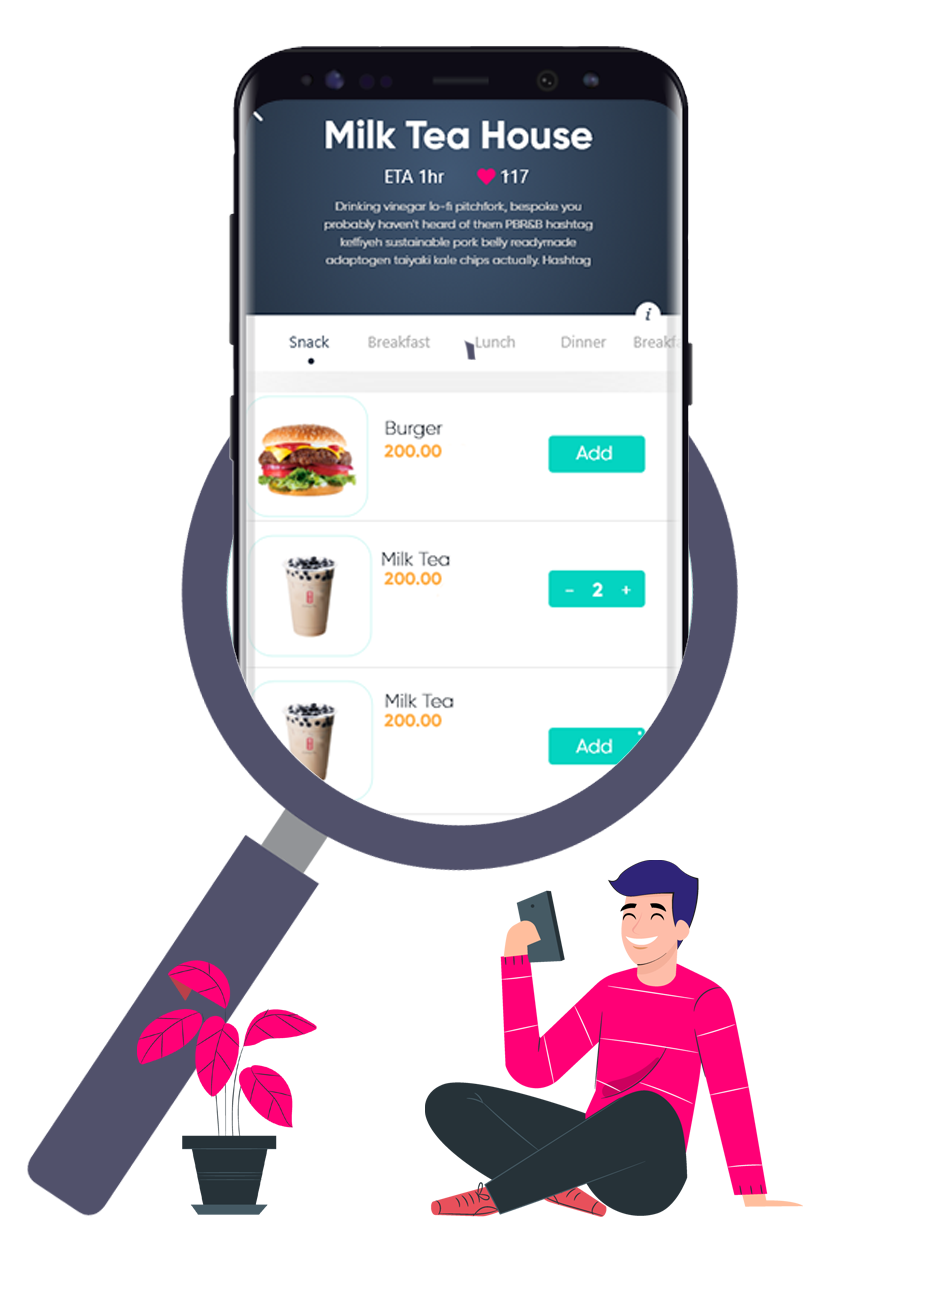 Milk Tea House
ETA 1hr 117
Drinking vinegar lo-fi pitchfork, bespoke you
probably haven't heard of them PBR&B hashtag
keffiyeh sustainable pork belly readymade
adaptogen taiyaki kale chips actually. Hashtag
i
Snack Breakfast Lunch Dinner Breakfa
Burger
200.00
Add
Milk Tea
200.00
- 2 +
Milk Tea
200.00
Add